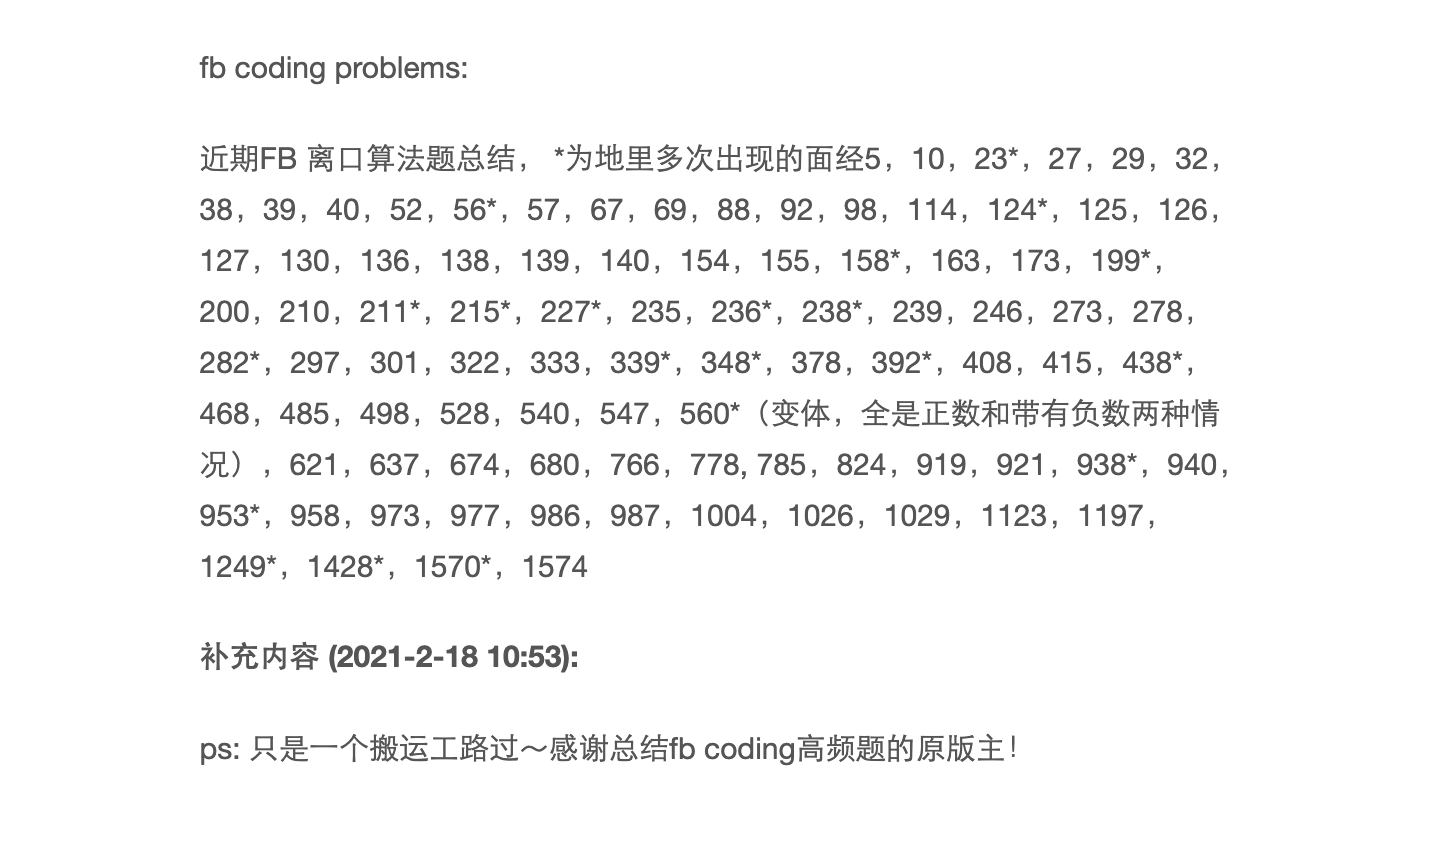 fb coding problems:
近期FB 离口算法题总结， *为地里多次出现的面经5，10，23*，27，29，32，
38，39，40，52，56*，57，67，69，88，92，98，114，124*，125，126，
127，130，136，138，139，140，154，155，158*，163，173，199*，
200，210，211*，215*，227*，235，236*，238*，239，246，273，278，
282*，297，301，322，333，339*，348*，378，392*，408，415，438*，
468，485，498，528，540，547，560*（变体，全是正数和带有负数两种情
况），621，637，674，680，766，778, 785，824，919，921，938*，940，
953*，958，973，977，986，987，1004，1026，1029，1123，1197，
1249*，1428*，1570*，1574
补充内容 (2021-2-18 10:53):
ps: 只是一个搬运工路过～感谢总结fb coding高频题的原版主！